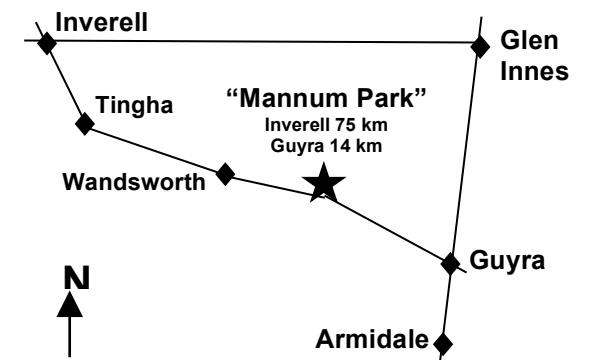 Inverell
Glen
Innes
Tingha
“Mannum Park”
Inverell 75 km
Guyra 14 km
Wandsworth
Guyra
N
Armidale